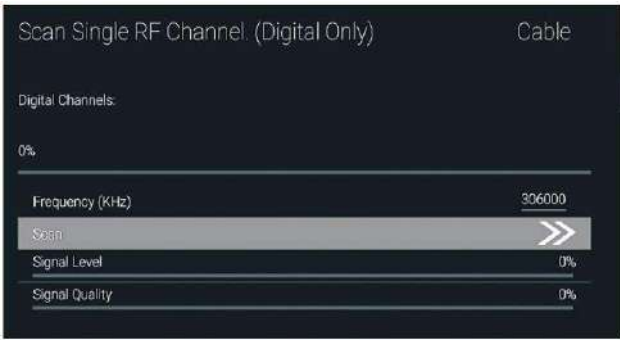 Scan Single RF Channel. (Digital Only) Cable
Digital Channels:
0%
Frequency (KHz) 306000
Scan
Signal Level 0%
Signal Quality 0%